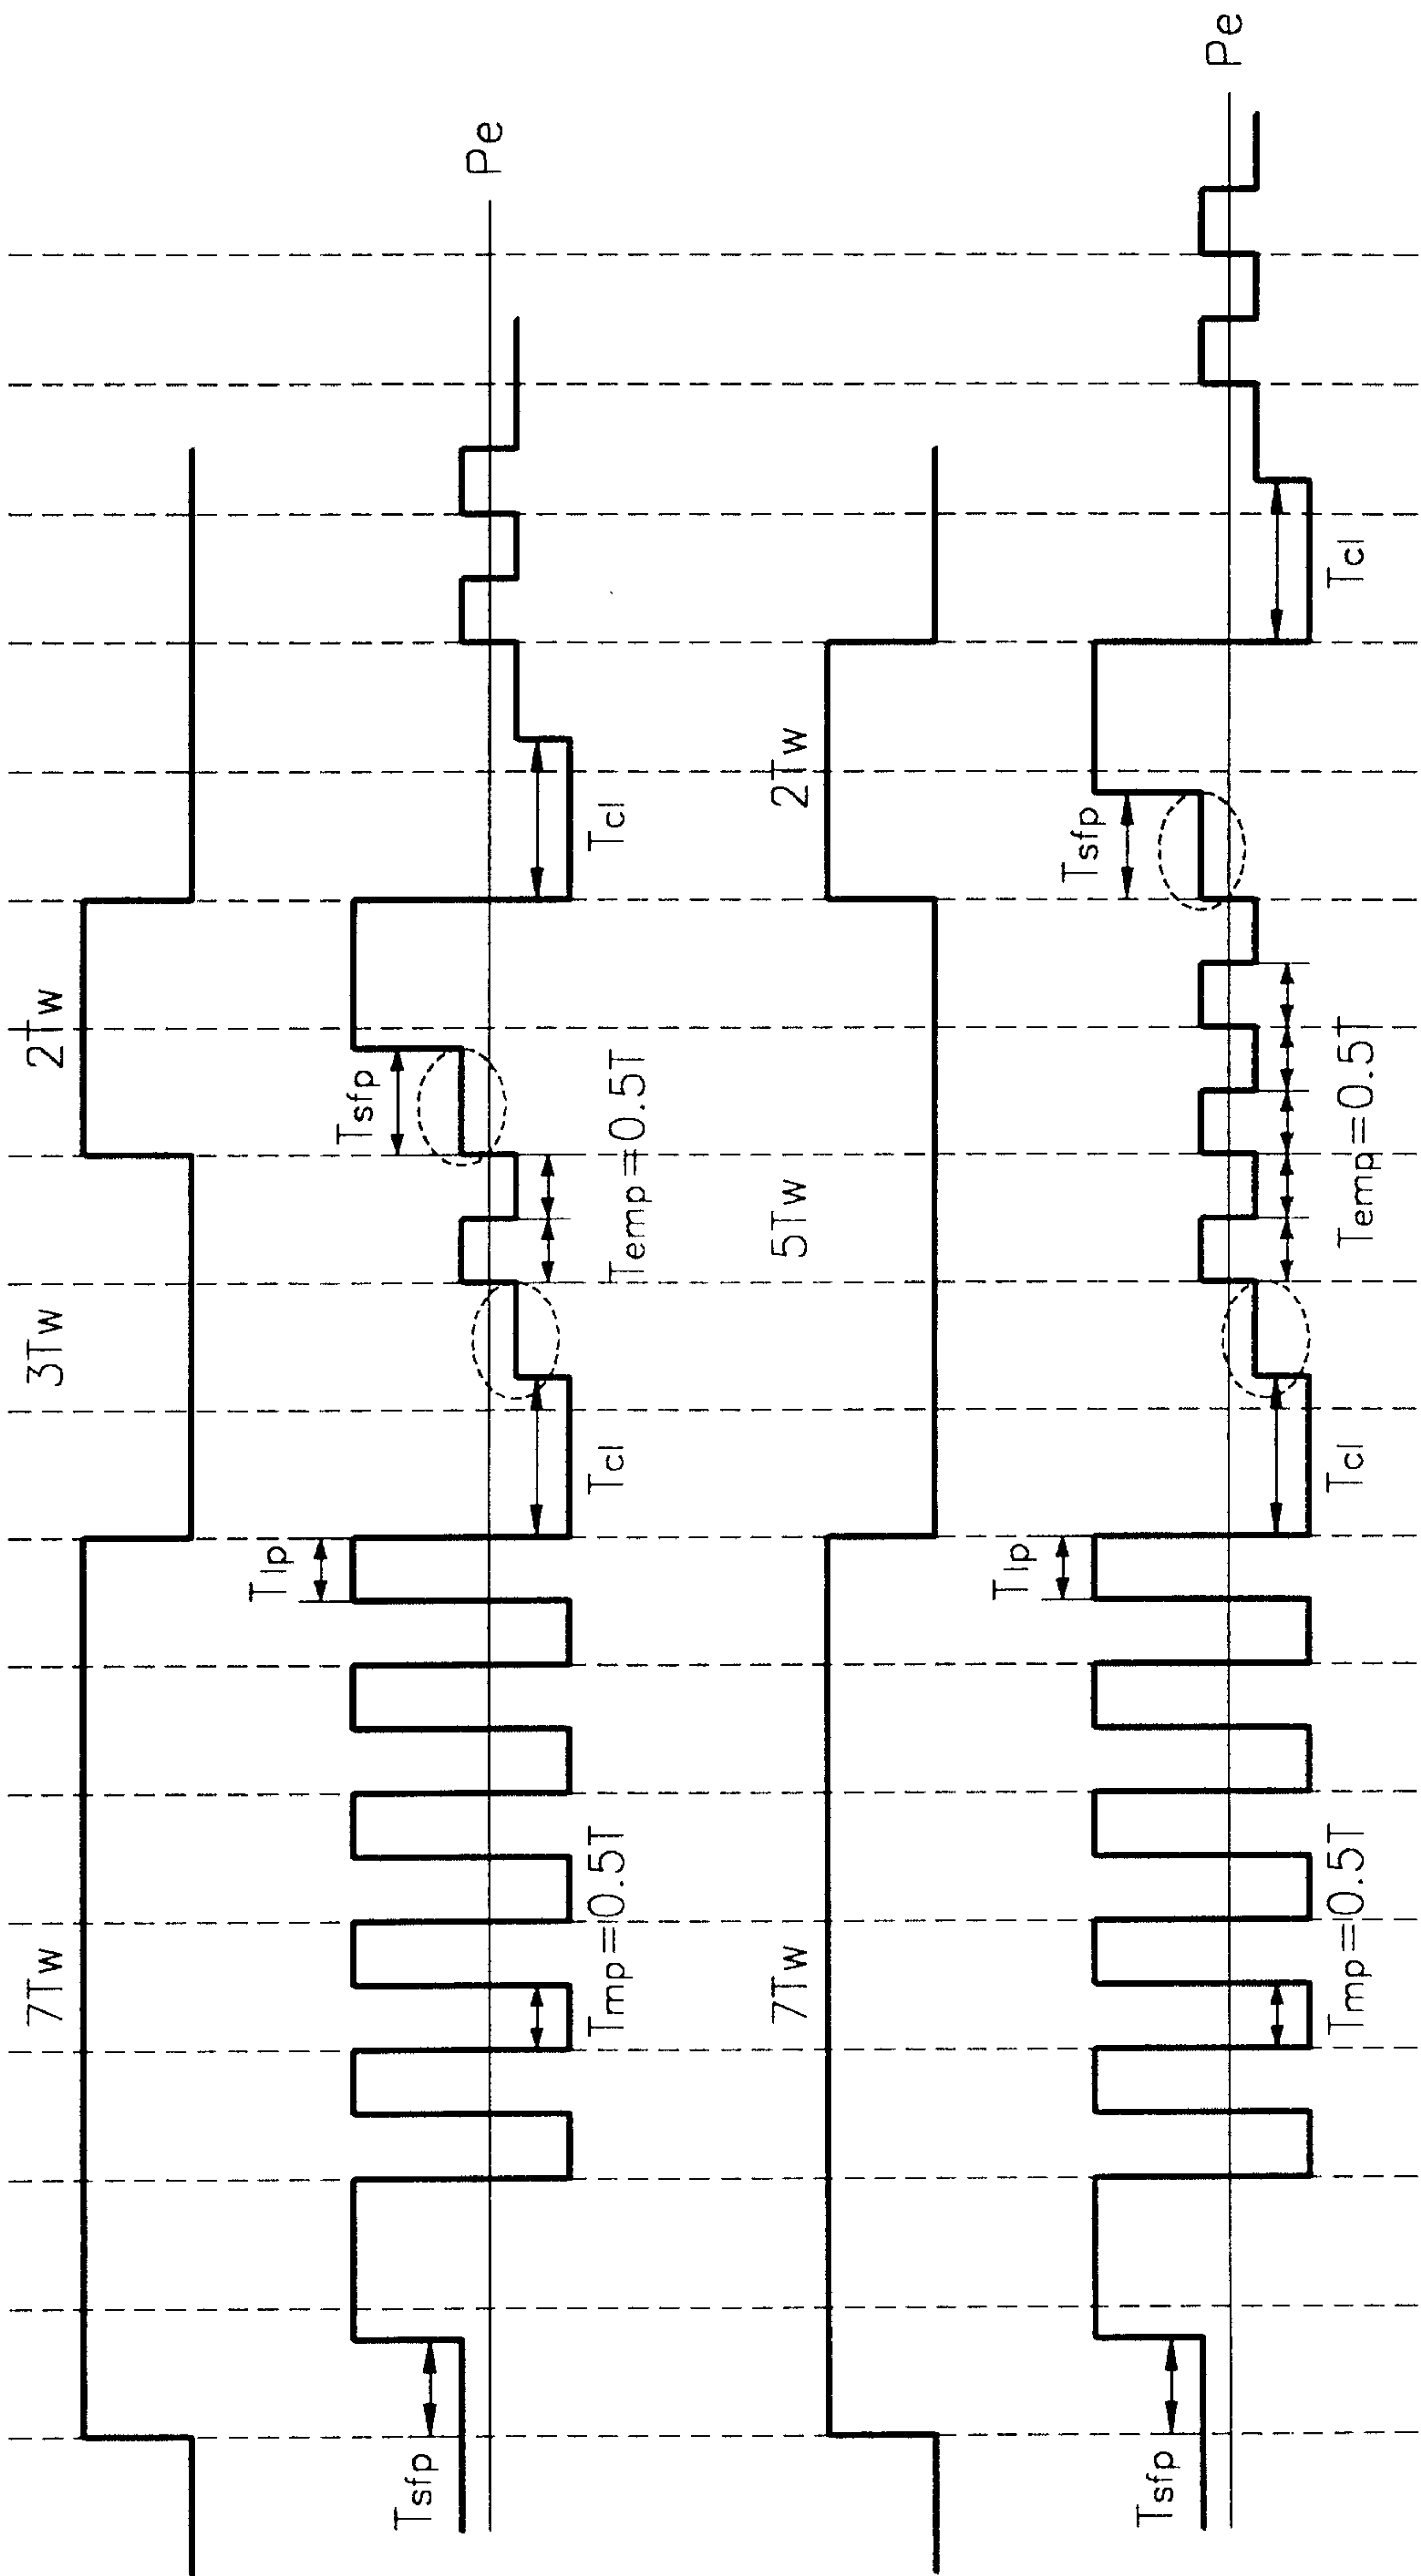 7Tw
3Tw
2Tw
Tsfp
Tlp
Tsfp
Pe
Tmp=0.5T
Tcl
Temp=0.5T
Tcl
7Tw
5Tw
2Tw
Tsfp
Tlp
Tsfp
Pe
Tmp=0.5T
Tcl
Temp=0.5T
Tcl